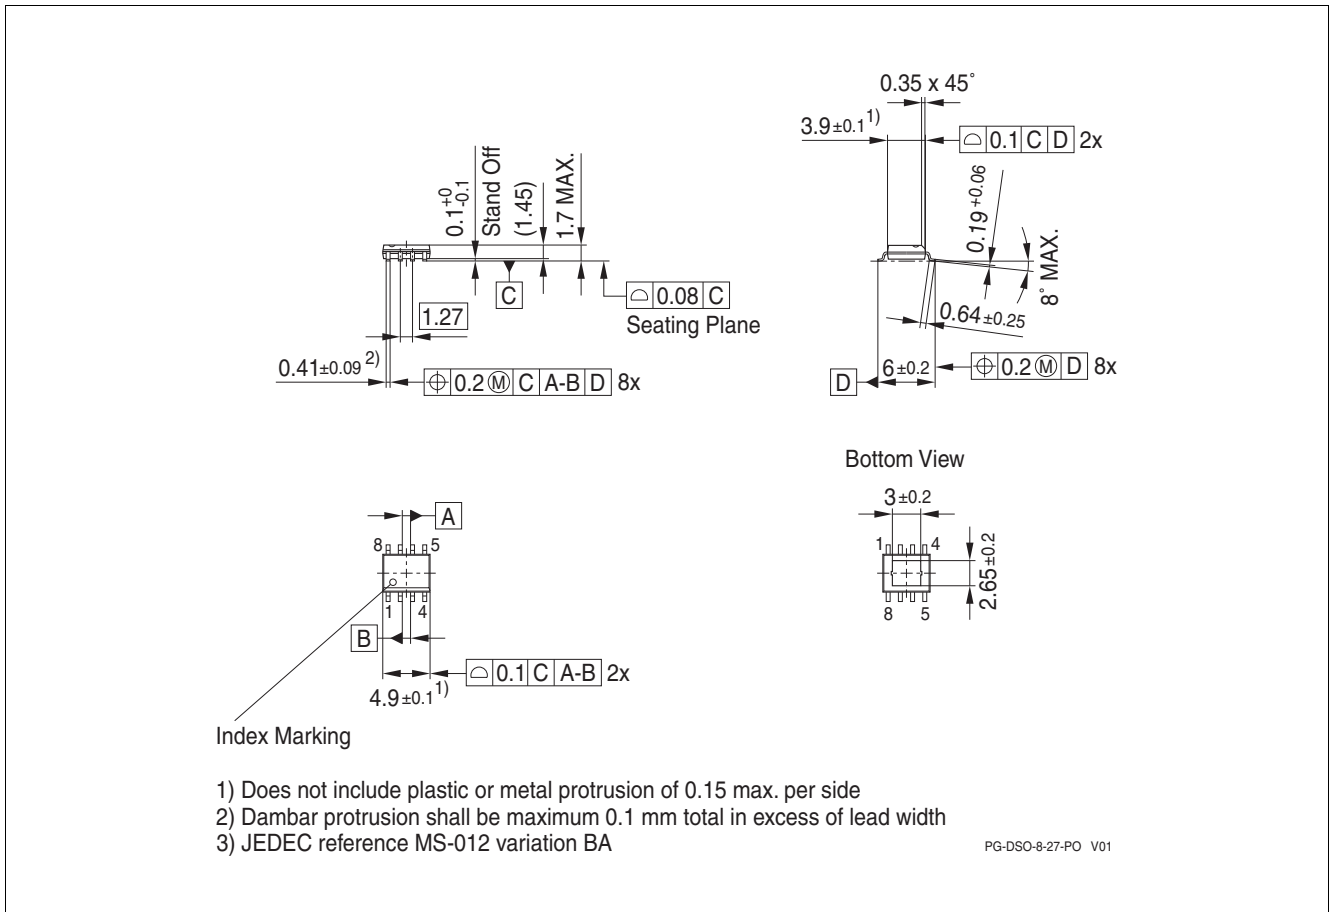 0.35 x 45˚
3.9±0.1 1)
⌓ 0.1 C D 2x
0.1 +0 -0.1
Stand Off
(1.45)
1.7 MAX.
0.19 +0.06
8˚ MAX.
C
⌓ 0.08 C
Seating Plane
1.27
0.64±0.25
0.41±0.09 2)
⌖ 0.2 Ⓜ C A-B D 8x
D
6±0.2
⌖ 0.2 Ⓜ D 8x
Bottom View
3±0.2
A
8 5
1 4
2.65±0.2
1 4
8 5
B
⌓ 0.1 C A-B 2x
4.9±0.1 1)
Index Marking
1) Does not include plastic or metal protrusion of 0.15 max. per side
2) Dambar protrusion shall be maximum 0.1 mm total in excess of lead width
3) JEDEC reference MS-012 variation BA
PG-DSO-8-27-PO V01